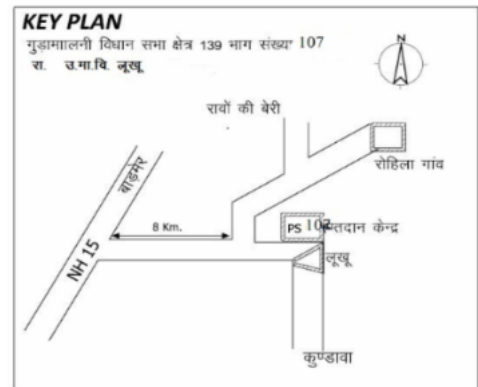 KEY PLAN
गुड़ामाालनी विधान सभा क्षेत्र 139 भाग संख्य' 107
रा. उ.मा.वि. लूखू
N
रावों की बेरी
रोहिला गांव
बाड़मेर
8 Km.
PS 107 मतदान केन्द्र
NH 15
लूखू
कुण्डावा